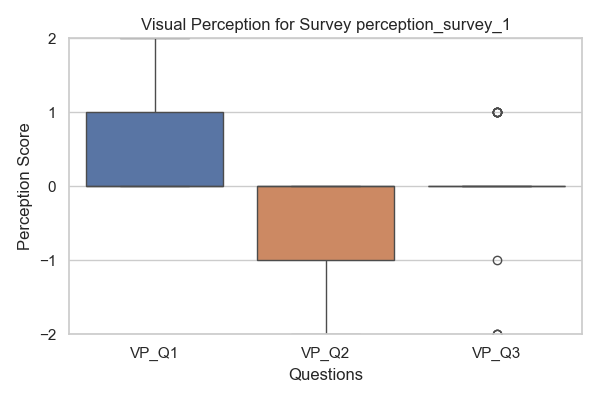 Visual Perception for Survey perception_survey_1
Perception Score
2
1
0
−1
−2
VP_Q1 VP_Q2 VP_Q3
Questions